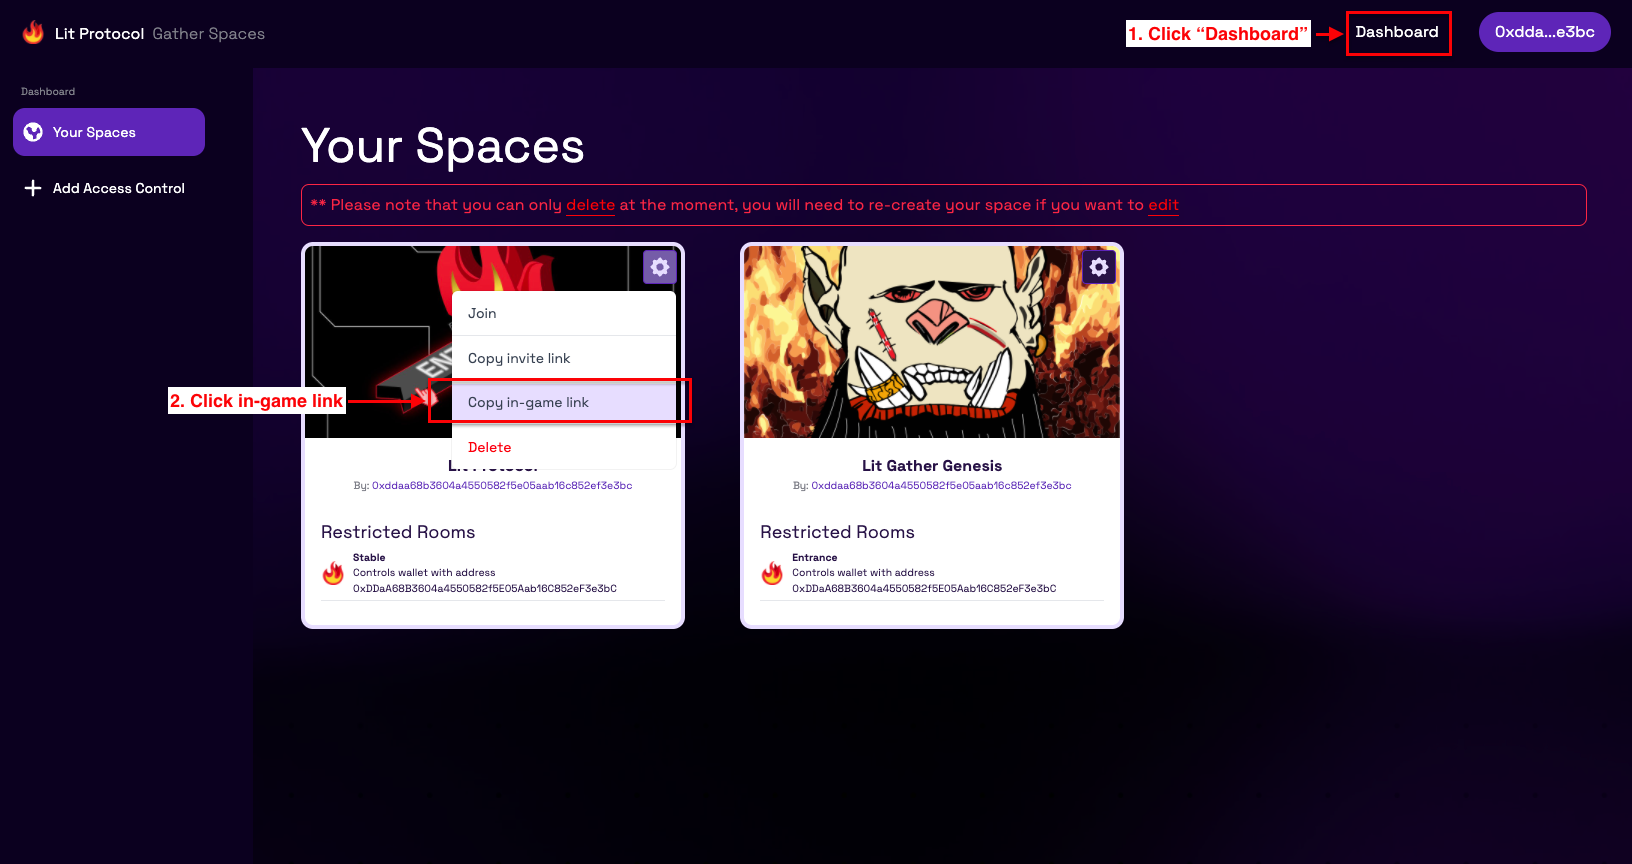 Lit Protocol Gather Spaces
1. Click “Dashboard”
Dashboard
0xdda...e3bc
Dashboard
Your Spaces
Add Access Control
Your Spaces
** Please note that you can only delete at the moment, you will need to re-create your space if you want to edit
Join
Copy invite link
2. Click in-game link
Copy in-game link
Delete
Lit Protocol
By: 0xddaa68b3604a4550582f5e05aab16c852ef3e3bc
Restricted Rooms
Stable
Controls wallet with address
0xDDaA68B3604a4550582f5E05Aab16C852eF3e3bC
Lit Gather Genesis
By: 0xddaa68b3604a4550582f5e05aab16c852ef3e3bc
Restricted Rooms
Entrance
Controls wallet with address
0xDDaA68B3604a4550582f5E05Aab16C852eF3e3bC